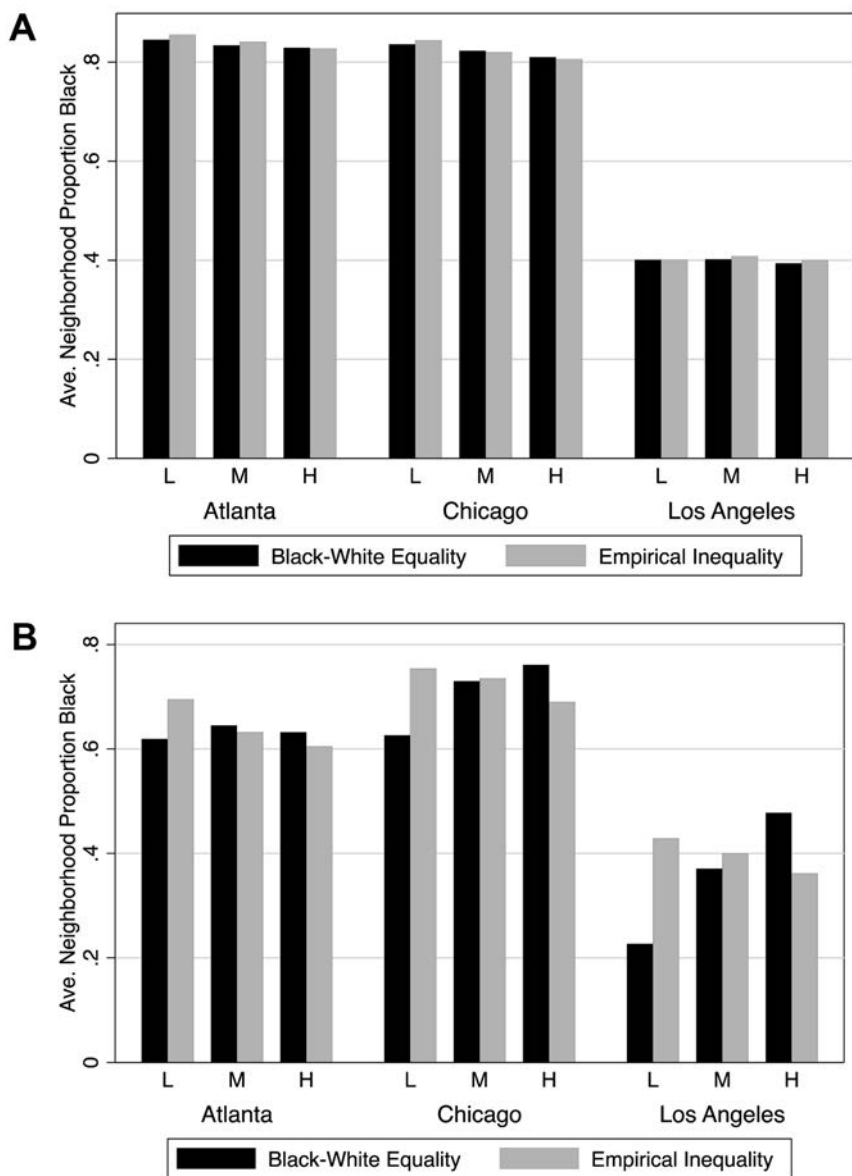 A
Ave. Neighborhood Proportion Black
.8
.6
.4
.2
0
L M H L M H L M H
Atlanta Chicago Los Angeles
Black-White Equality Empirical Inequality
B
Ave. Neighborhood Proportion Black
.8
.6
.4
.2
0
L M H L M H L M H
Atlanta Chicago Los Angeles
Black-White Equality Empirical Inequality